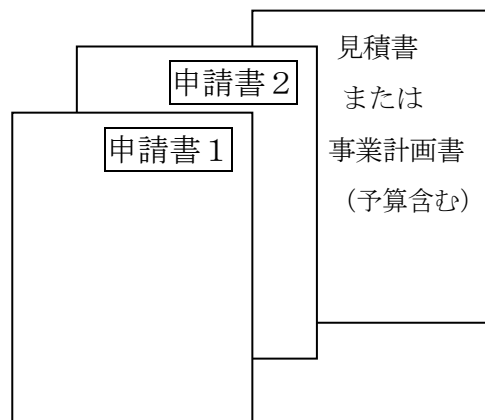 申請書１
申請書２
見積書
または
事業計画書
（予算含む）